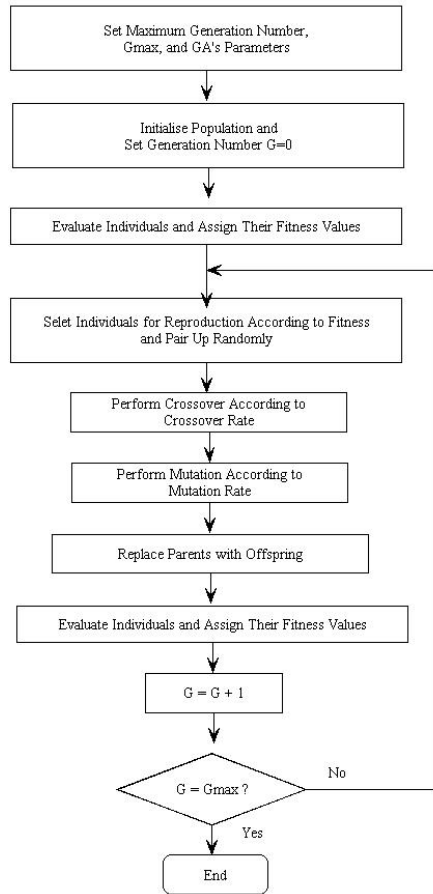 Set Maximum Generation Number,
Gmax, and GA's Parameters
Initialise Population and
Set Generation Number G=0
Evaluate Individuals and Assign Their Fitness Values
Selet Individuals for Reproduction According to Fitness
and Pair Up Randomly
Perform Crossover According to
Crossover Rate
Perform Mutation According to
Mutation Rate
Replace Parents with Offspring
Evaluate Individuals and Assign Their Fitness Values
G = G + 1
G = Gmax ?
No
Yes
End